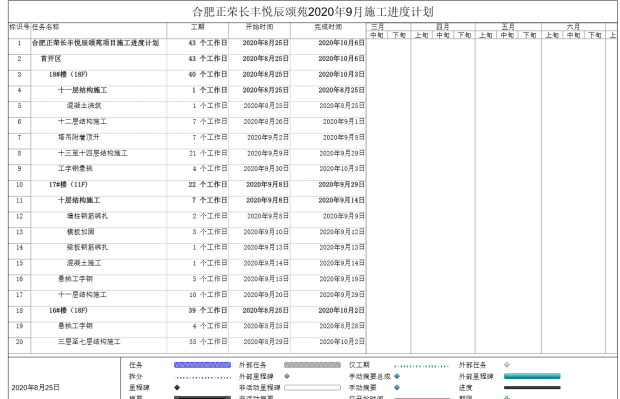 合肥正荣长丰悦辰颂苑2020年9月施工进度计划
标识号 任务名称 工期 开始时间 完成时间 三月 四月 五月 六月
中旬 下旬 上旬 中旬 下旬 上旬 中旬 下旬 上旬 中旬 下旬 上
1 合肥正荣长丰悦辰颂苑项目施工进度计划 43 个工作日 2020年8月25日 2020年10月6日
2 首开区 43 个工作日 2020年8月25日 2020年10月6日
3 18#楼（18F） 40 个工作日 2020年8月25日 2020年10月3日
4 十一层结构施工 1 个工作日 2020年8月25日 2020年8月25日
5 混凝土浇筑 1 个工作日 2020年8月25日 2020年8月25日
6 十二层结构施工 7 个工作日 2020年8月26日 2020年9月1日
7 塔吊附着顶升 7 个工作日 2020年9月2日 2020年9月8日
8 十三至十四层结构施工 21 个工作日 2020年9月9日 2020年9月29日
9 工字钢悬挑 4 个工作日 2020年9月30日 2020年10月3日
10 17#楼（11F） 22 个工作日 2020年9月8日 2020年9月29日
11 十层结构施工 7 个工作日 2020年9月8日 2020年9月14日
12 墙柱钢筋绑扎 2 个工作日 2020年9月8日 2020年9月9日
13 模板加固 3 个工作日 2020年9月10日 2020年9月12日
14 梁板钢筋绑扎 1 个工作日 2020年9月13日 2020年9月13日
15 混凝土施工 1 个工作日 2020年9月14日 2020年9月14日
16 悬挑工字钢 5 个工作日 2020年9月15日 2020年9月19日
17 十一层结构施工 10 个工作日 2020年9月20日 2020年9月29日
18 16#楼（18F） 39 个工作日 2020年8月25日 2020年10月2日
19 悬挑工字钢 4 个工作日 2020年8月25日 2020年8月28日
20 三层至七层结构施工 35 个工作日 2020年8月29日 2020年10月2日
任务 外部任务 仅工期 外部任务
拆分 外部里程碑 手动摘要总成 外部里程碑
2020年8月25日 里程碑 非活动里程碑 手动摘要 进度
摘要 非活动摘要 仅开始时间 期限